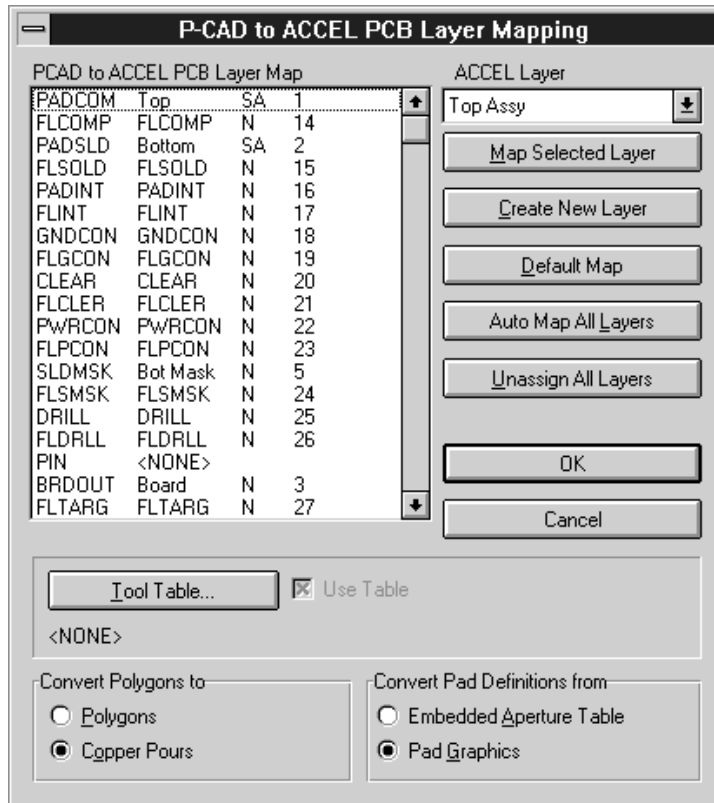 P-CAD to ACCEL PCB Layer Mapping
PCAD to ACCEL PCB Layer Map
PADCOM Top SA 1
FLCOMP FLCOMP N 14
PADSLD Bottom SA 2
FLSOLD FLSOLD N 15
PADINT PADINT N 16
FLINT FLINT N 17
GNDCON GNDCON N 18
FLGCON FLGCON N 19
CLEAR CLEAR N 20
FLCLER FLCLER N 21
PWRCON PWRCON N 22
FLPCON FLPCON N 23
SLDMSK Bot Mask N 5
FLSMSK FLSMSK N 24
DRILL DRILL N 25
FLDRLL FLDRLL N 26
PIN <NONE>
BRDOUT Board N 3
FLTARG FLTARG N 27
ACCEL Layer
Top Assy
Map Selected Layer
Create New Layer
Default Map
Auto Map All Layers
Unassign All Layers
OK
Cancel
Tool Table... Use Table
<NONE>
Convert Polygons to
Polygons
Copper Pours
Convert Pad Definitions from
Embedded Aperture Table
Pad Graphics